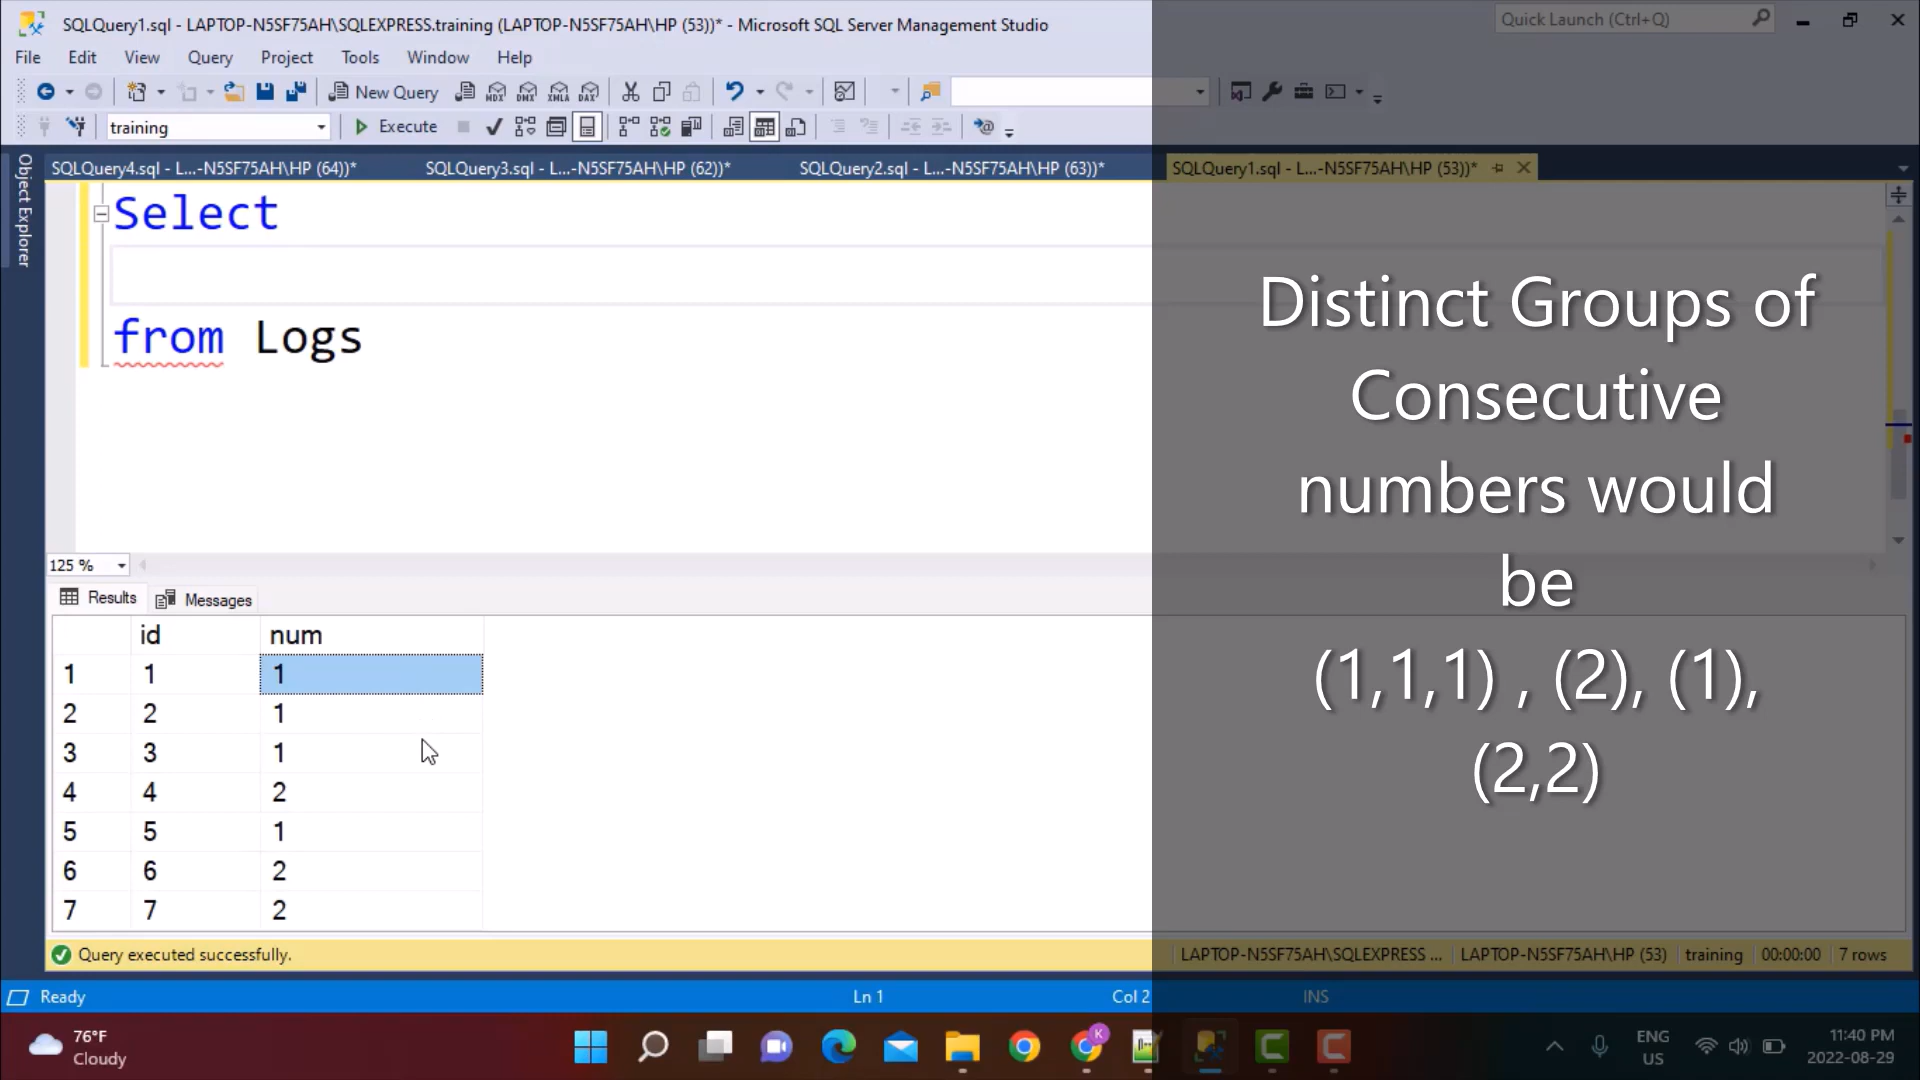 SQLQuery1.sql - LAPTOP-N5SF75AH\SQLEXPRESS.training (LAPTOP-N5SF75AH\HP (53))* - Microsoft SQL Server Management Studio
Quick Launch (Ctrl+Q)
File Edit View Query Project Tools Window Help
New Query
MDX DMX XMLA DAX
training
Execute
Object Explorer
SQLQuery4.sql - L...-N5SF75AH\HP (64))*
SQLQuery3.sql - L...-N5SF75AH\HP (62))*
SQLQuery2.sql - L...-N5SF75AH\HP (63))*
SQLQuery1.sql - L...-N5SF75AH\HP (53))*
Select
from Logs
Distinct Groups of
Consecutive
numbers would
be
(1,1,1) , (2), (1),
(2,2)
125 %
Results Messages
id num
1 1 1
2 2 1
3 3 1
4 4 2
5 5 1
6 6 2
7 7 2
Query executed successfully.
LAPTOP-N5SF75AH\SQLEXPRESS ... LAPTOP-N5SF75AH\HP (53) training 00:00:00 7 rows
Ready Ln 1 Col 2 INS
76°F
Cloudy
K
ENG
US
11:40 PM
2022-08-29